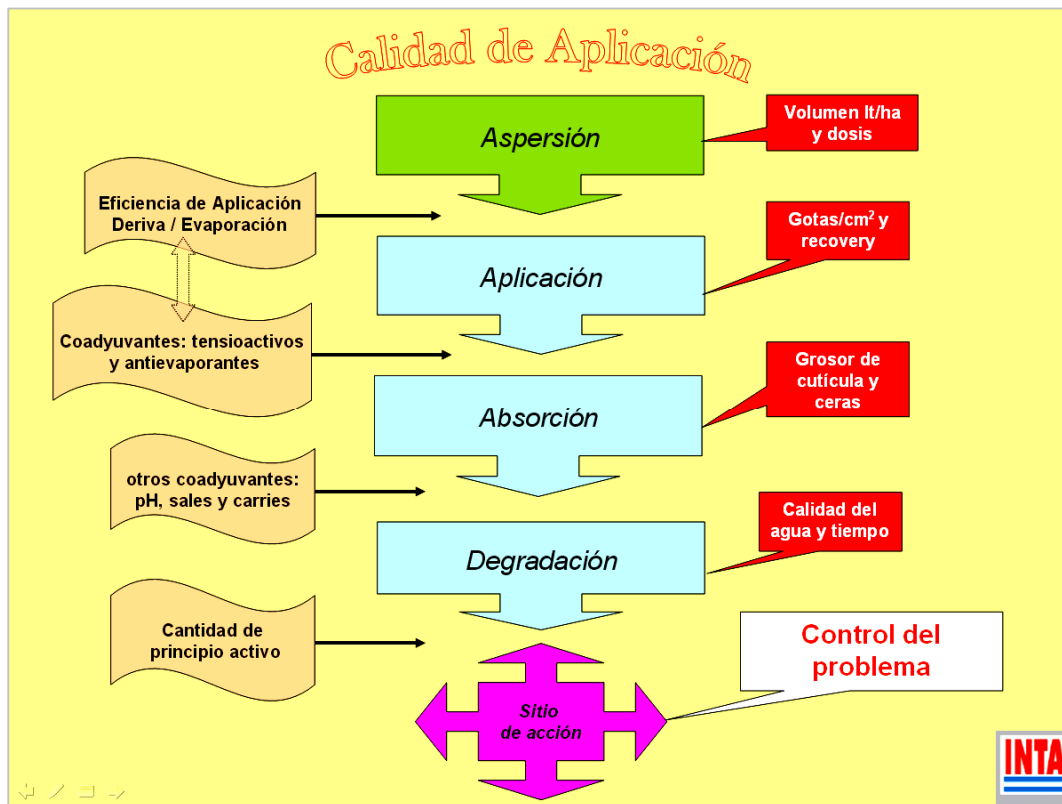 Calidad de Aplicación
Aspersión
Volumen lt/ha
y dosis
Eficiencia de Aplicación
Deriva / Evaporación
Gotas/cm² y
recovery
Aplicación
Coadyuvantes: tensioactivos
y antievaporantes
Grosor de
cutícula y
ceras
Absorción
otros coadyuvantes:
pH, sales y carries
Calidad del
agua y tiempo
Degradación
Cantidad de
principio activo
Control del
problema
Sitio
de acción
INTA